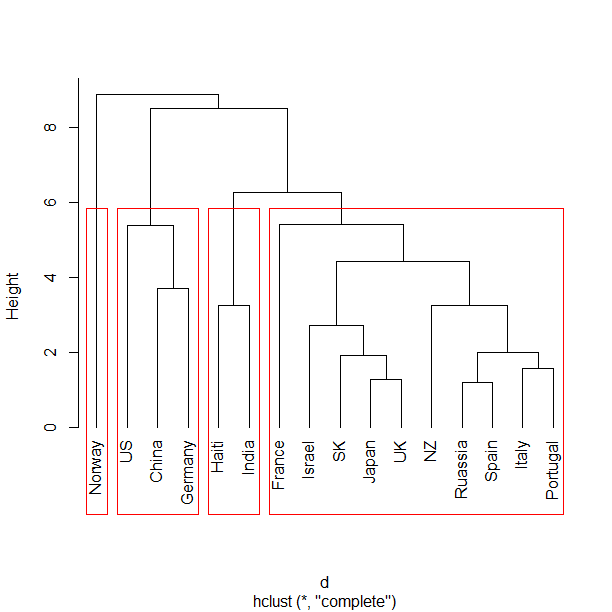 Height
8
6
4
2
0
Norway
US
China
Germany
Haiti
India
France
Israel
SK
Japan
UK
NZ
Ruassia
Spain
Italy
Portugal
d
hclust (*, "complete")